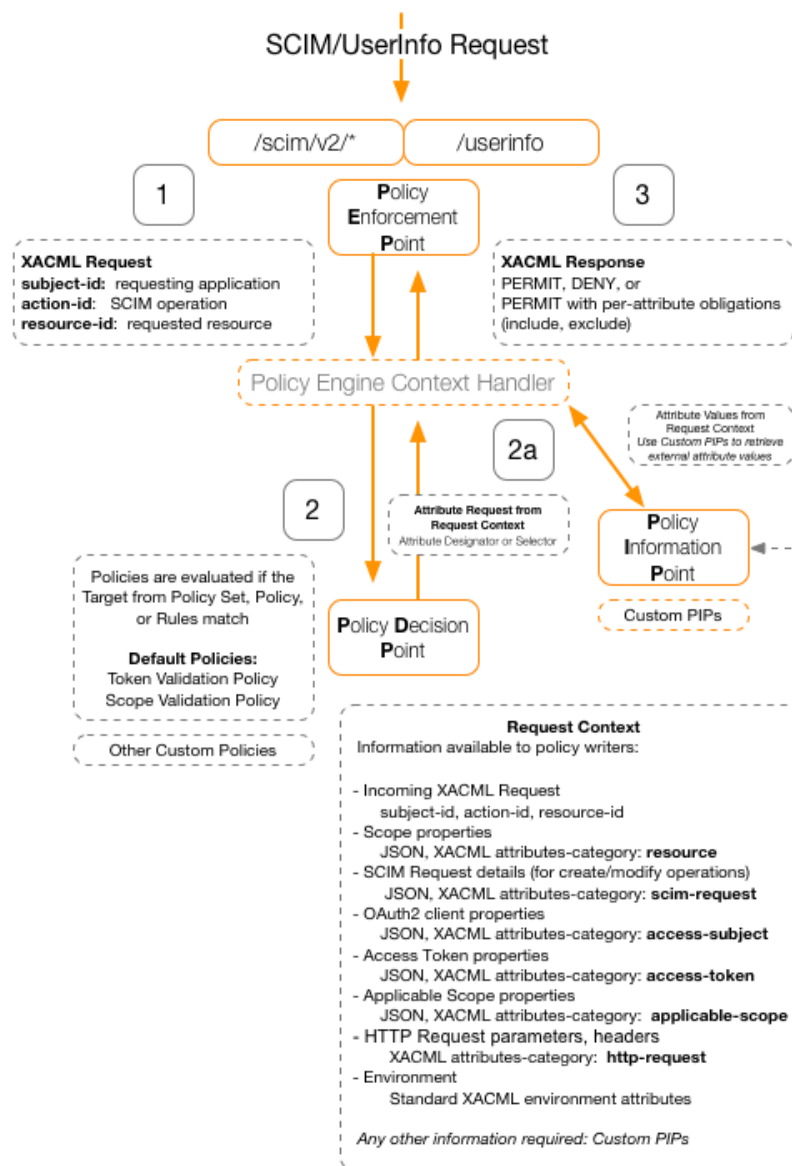 SCIM/UserInfo Request
/scim/v2/*
/userinfo
1
Policy
Enforcement
Point
3
XACML Request
subject-id: requesting application
action-id: SCIM operation
resource-id: requested resource
XACML Response
PERMIT, DENY, or
PERMIT with per-attribute obligations
(include, exclude)
Policy Engine Context Handler
2a
Attribute Values from
Request Context
Use Custom PIPs to retrieve
external attribute values
2
Attribute Request from
Request Context
Attribute Designator or Selector
Policy
Information
Point
Custom PIPs
Policies are evaluated if the
Target from Policy Set, Policy,
or Rules match
Default Policies:
Token Validation Policy
Scope Validation Policy
Policy Decision
Point
Other Custom Policies
Request Context
Information available to policy writers:
- Incoming XACML Request
subject-id, action-id, resource-id
- Scope properties
JSON, XACML attributes-category: resource
- SCIM Request details (for create/modify operations)
JSON, XACML attributes-category: scim-request
- OAuth2 client properties
JSON, XACML attributes-category: access-subject
- Access Token properties
JSON, XACML attributes-category: access-token
- Applicable Scope properties
JSON, XACML attributes-category: applicable-scope
- HTTP Request parameters, headers
XACML attributes-category: http-request
- Environment
Standard XACML environment attributes
Any other information required: Custom PIPs